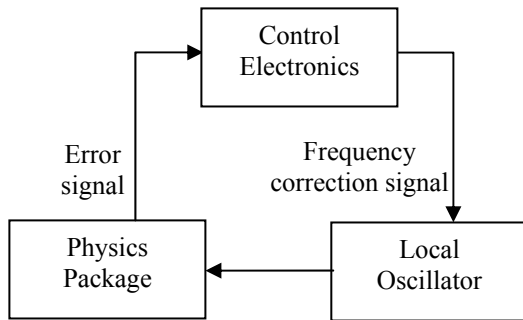 Control
Electronics
Error
signal
Frequency
correction signal
Physics
Package
Local
Oscillator